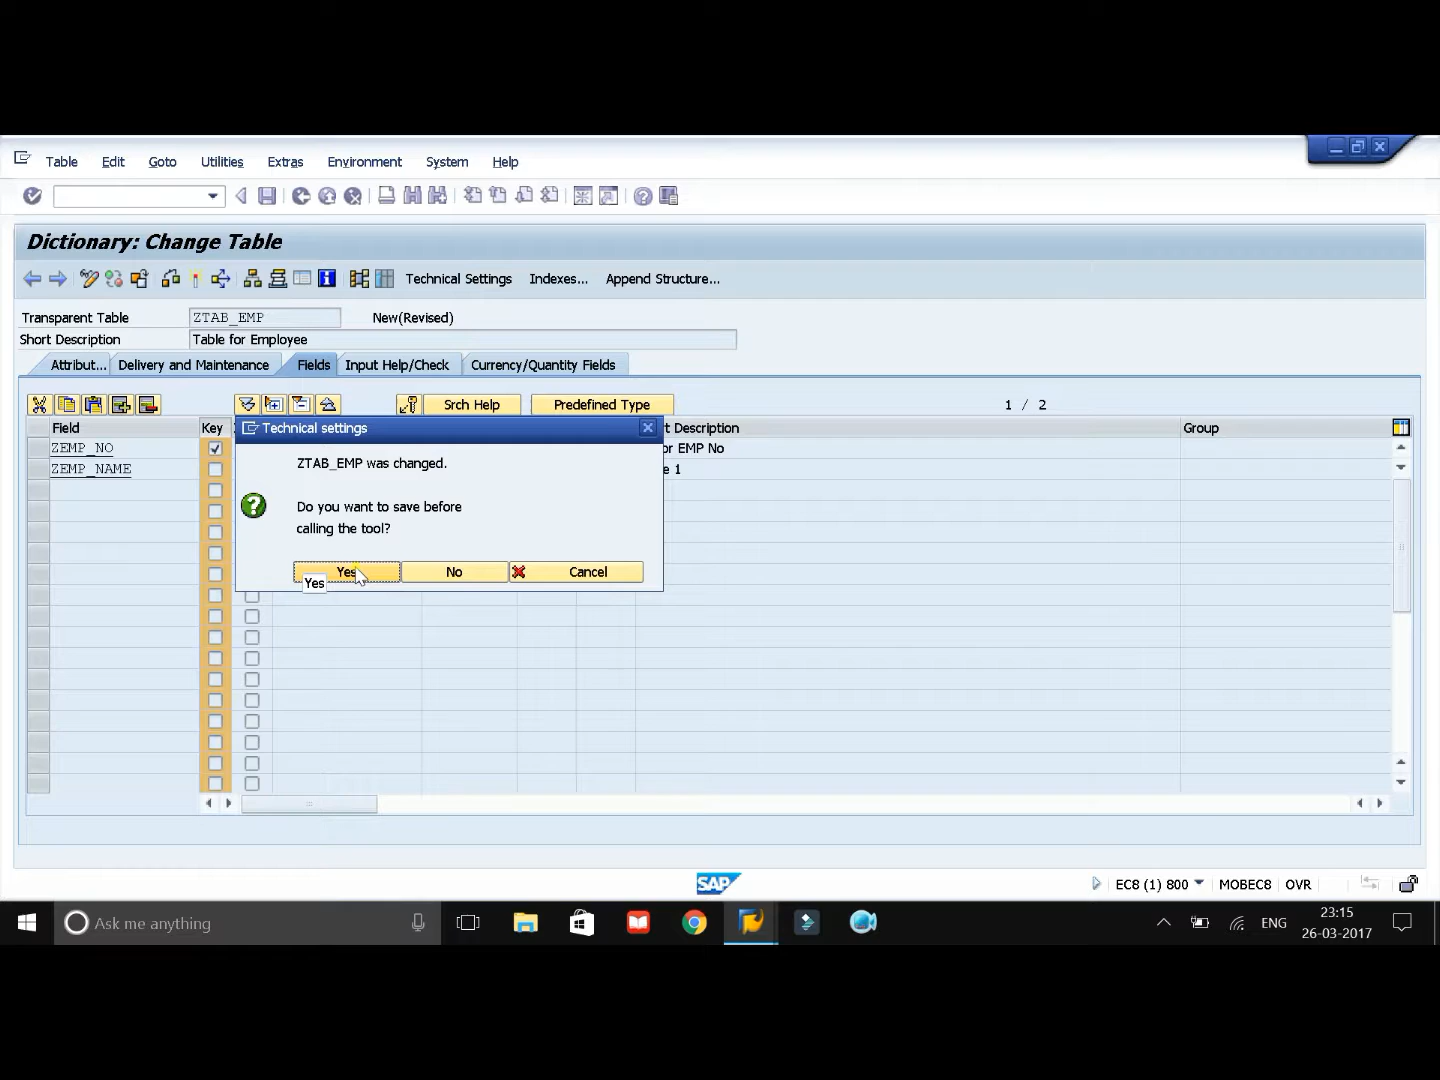 Table Edit Goto Utilities Extras Environment System Help
Dictionary: Change Table
Technical Settings Indexes... Append Structure...
Transparent Table ZTAB_EMP New(Revised)
Short Description Table for Employee
Attribut... Delivery and Maintenance Fields Input Help/Check Currency/Quantity Fields
Srch Help Predefined Type 1 / 2
Field Key Technical settings t Description Group
ZEMP_NO or EMP No
ZEMP_NAME e 1
ZTAB_EMP was changed.
Do you want to save before
calling the tool?
Yes No Cancel
Yes
SAP EC8 (1) 800 MOBEC8 OVR
Ask me anything ENG 23:15
26-03-2017